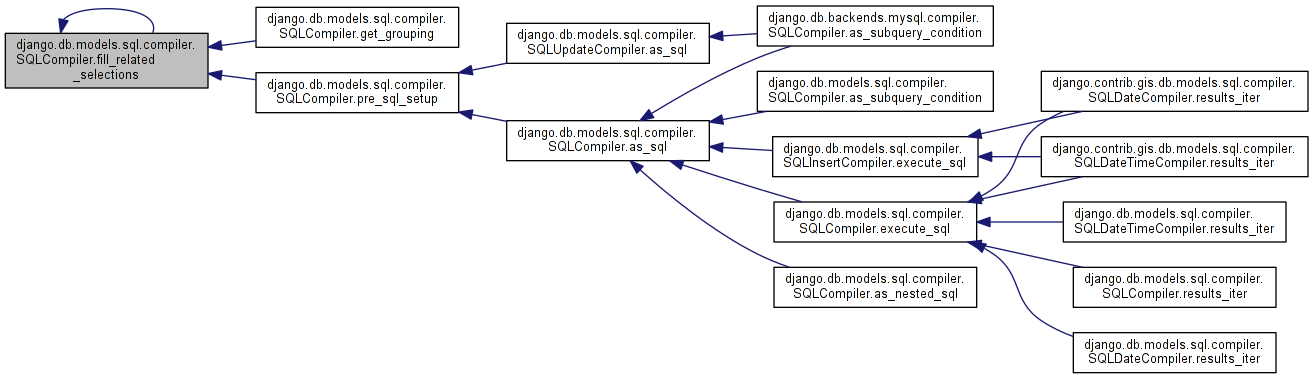 django.db.models.sql.compiler.
SQLCompiler.fill_related
_selections
django.db.models.sql.compiler.
SQLCompiler.get_grouping
django.db.models.sql.compiler.
SQLCompiler.pre_sql_setup
django.db.models.sql.compiler.
SQLUpdateCompiler.as_sql
django.db.models.sql.compiler.
SQLCompiler.as_sql
django.db.backends.mysql.compiler.
SQLCompiler.as_subquery_condition
django.db.models.sql.compiler.
SQLCompiler.as_subquery_condition
django.db.models.sql.compiler.
SQLInsertCompiler.execute_sql
django.db.models.sql.compiler.
SQLCompiler.execute_sql
django.db.models.sql.compiler.
SQLCompiler.as_nested_sql
django.contrib.gis.db.models.sql.compiler.
SQLDateCompiler.results_iter
django.contrib.gis.db.models.sql.compiler.
SQLDateTimeCompiler.results_iter
django.db.models.sql.compiler.
SQLDateTimeCompiler.results_iter
django.db.models.sql.compiler.
SQLCompiler.results_iter
django.db.models.sql.compiler.
SQLDateCompiler.results_iter